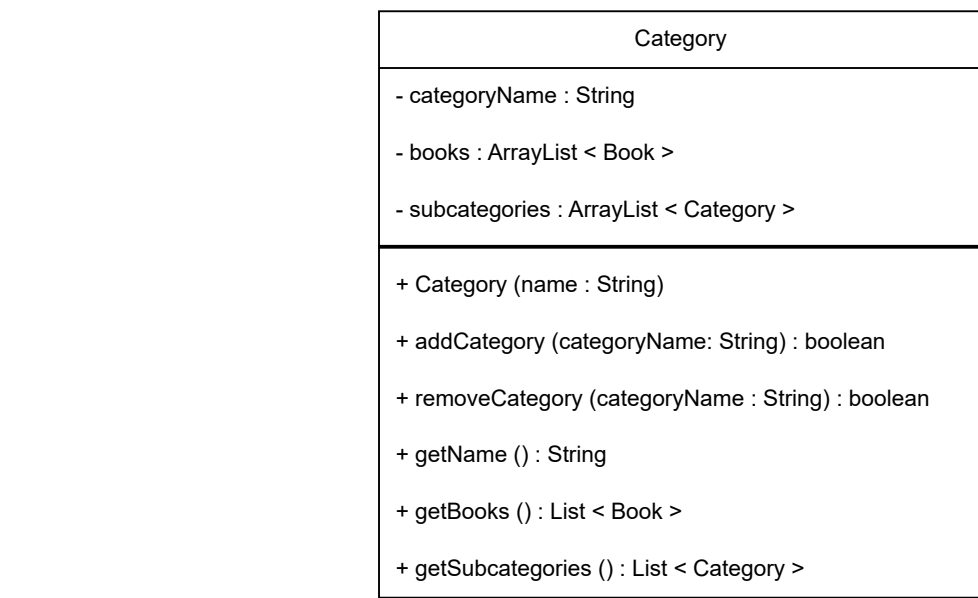 Category
- categoryName : String
- books : ArrayList < Book >
- subcategories : ArrayList < Category >
+ Category (name : String)
+ addCategory (categoryName: String) : boolean
+ removeCategory (categoryName : String) : boolean
+ getName () : String
+ getBooks () : List < Book >
+ getSubcategories () : List < Category >